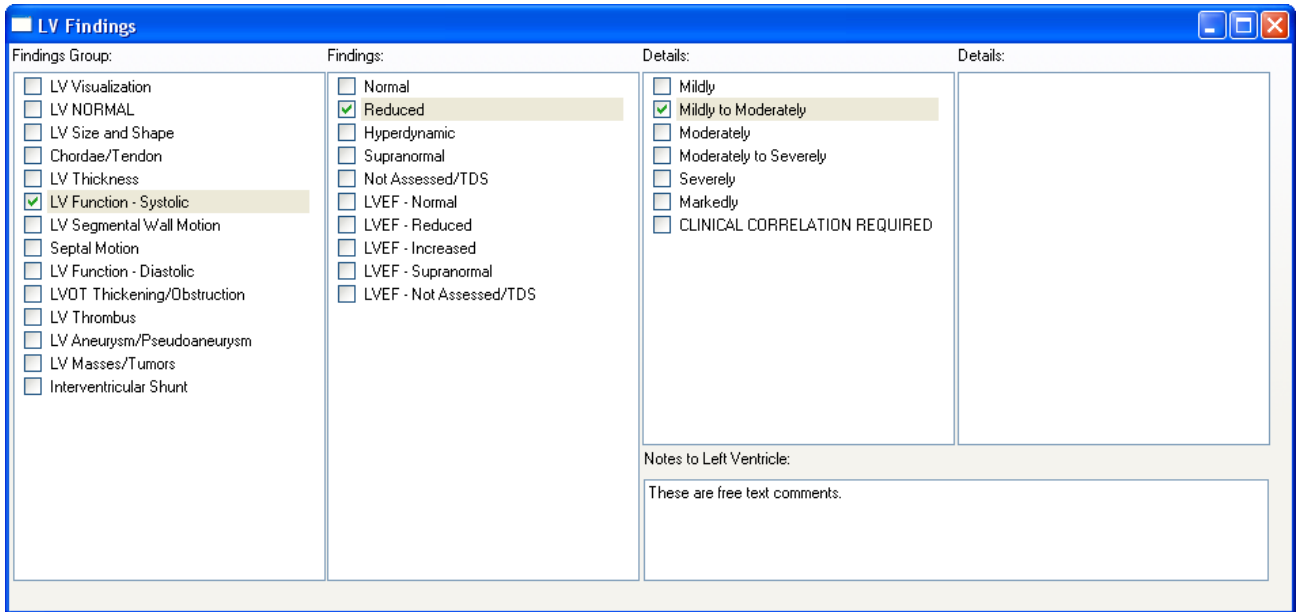 LV Findings
Findings Group:
LV Visualization
LV NORMAL
LV Size and Shape
Chordae/Tendon
LV Thickness
LV Function - Systolic
LV Segmental Wall Motion
Septal Motion
LV Function - Diastolic
LVOT Thickening/Obstruction
LV Thrombus
LV Aneurysm/Pseudoaneurysm
LV Masses/Tumors
Interventricular Shunt
Findings:
Normal
Reduced
Hyperdynamic
Supranormal
Not Assessed/TDS
LVEF - Normal
LVEF - Reduced
LVEF - Increased
LVEF - Supranormal
LVEF - Not Assessed/TDS
Details:
Mildly
Mildly to Moderately
Moderately
Moderately to Severely
Severely
Markedly
CLINICAL CORRELATION REQUIRED
Details:
Notes to Left Ventricle:
These are free text comments.